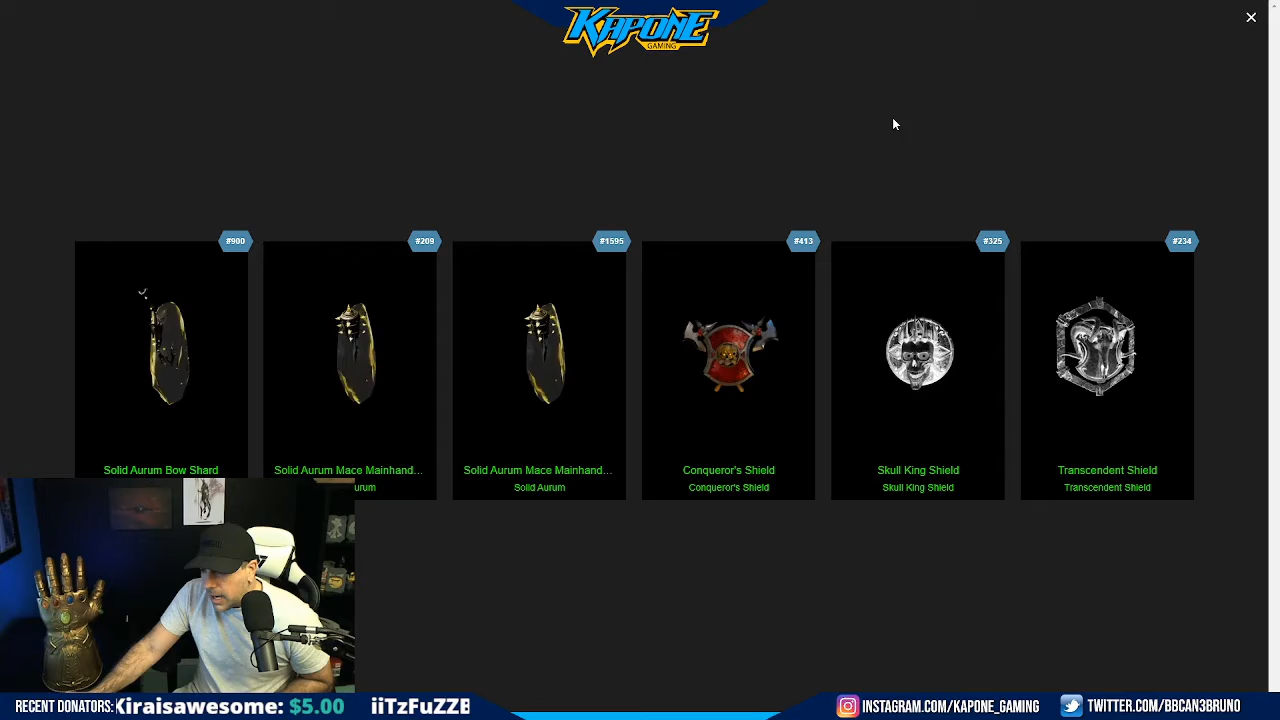 KAPONE
GAMING
#900
#209
#1595
#413
#325
#234
Solid Aurum Bow Shard
Solid Aurum Mace Mainhand...
Solid Aurum Mace Mainhand...
Conqueror's Shield
Skull King Shield
Transcendent Shield
urum
Solid Aurum
Conqueror's Shield
Skull King Shield
Transcendent Shield
RECENT DONATORS: Kiraisawesome: $5.00 iiTzFuZZB
INSTAGRAM.COM/KAPONE_GAMING
TWITTER.COM/BBCAN3BRUNO